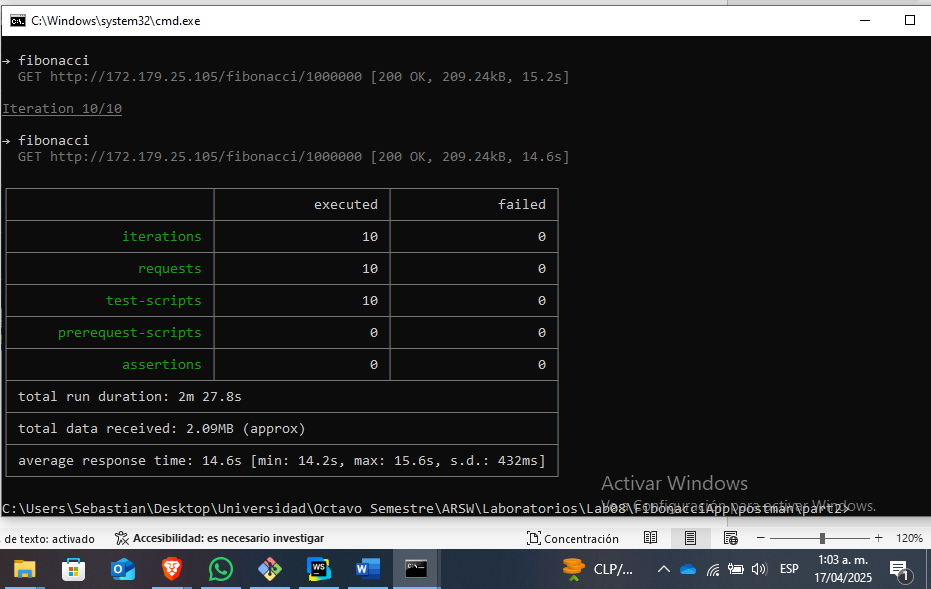 C:\Windows\system32\cmd.exe
→ fibonacci
GET http://172.179.25.105/fibonacci/1000000 [200 OK, 209.24kB, 15.2s]
Iteration 10/10
→ fibonacci
GET http://172.179.25.105/fibonacci/1000000 [200 OK, 209.24kB, 14.6s]
executed failed
iterations 10 0
requests 10 0
test-scripts 10 0
prerequest-scripts 0 0
assertions 0 0
total run duration: 2m 27.8s
total data received: 2.09MB (approx)
average response time: 14.6s [min: 14.2s, max: 15.6s, s.d.: 432ms]
Activar Windows
Ve a Configuración para activar Windows.
C:\Users\Sebastian\Desktop\Universidad\Octavo Semestre\ARSW\Laboratorios\Lab08\FibonacciApp\postman\part2>
de texto: activado Accesibilidad: es necesario investigar Concentración 120%
CLP/... ESP 1:03 a. m.
17/04/2025
1